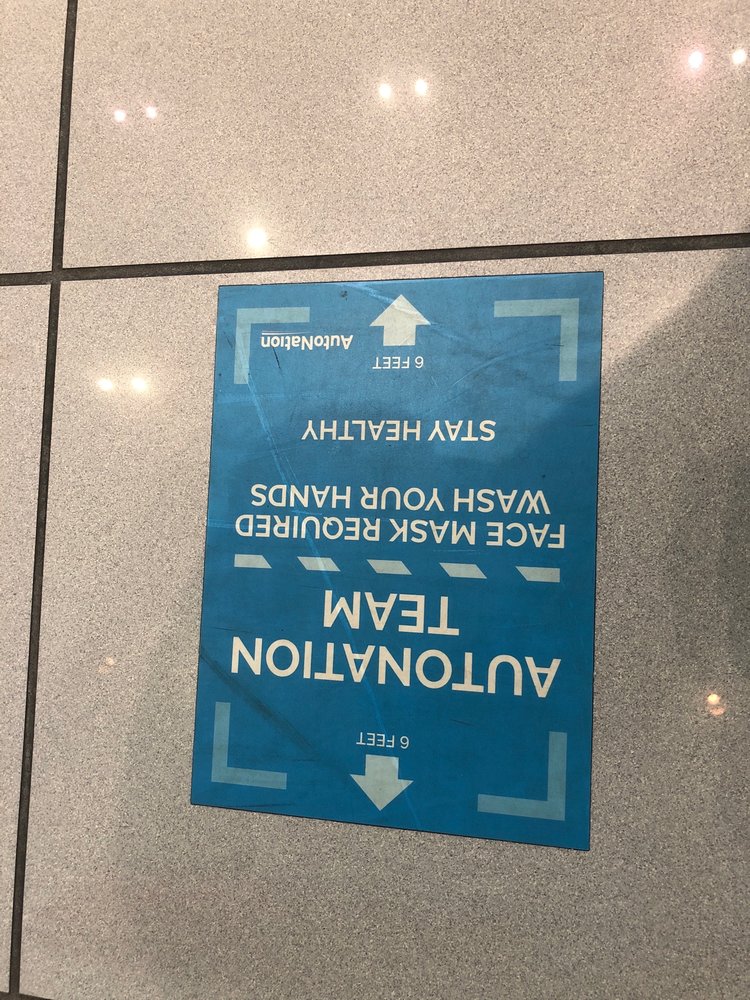 6 FEET
AUTONATION
TEAM
FACE MASK REQUIRED
WASH YOUR HANDS
STAY HEALTHY
6 FEET
AutoNation